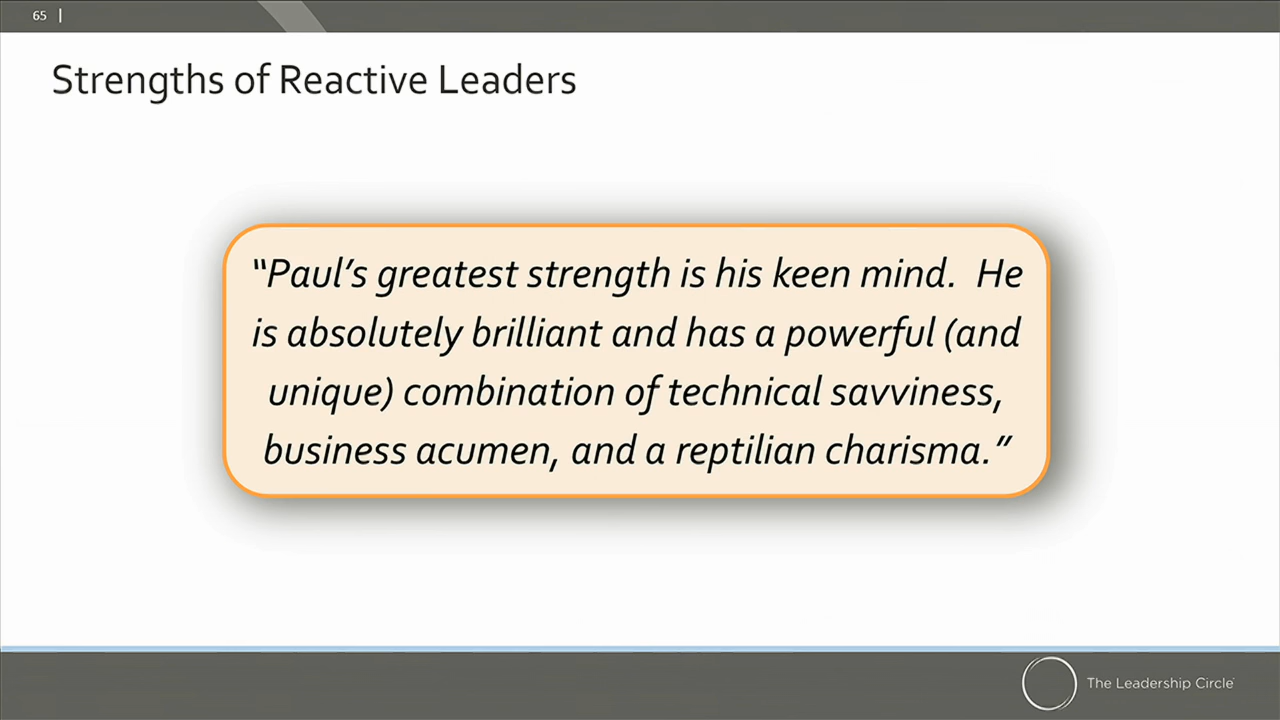 65 |
Strengths of Reactive Leaders
“Paul’s greatest strength is his keen mind.  He
is absolutely brilliant and has a powerful (and
unique) combination of technical savviness,
business acumen, and a reptilian charisma.”
The Leadership Circle